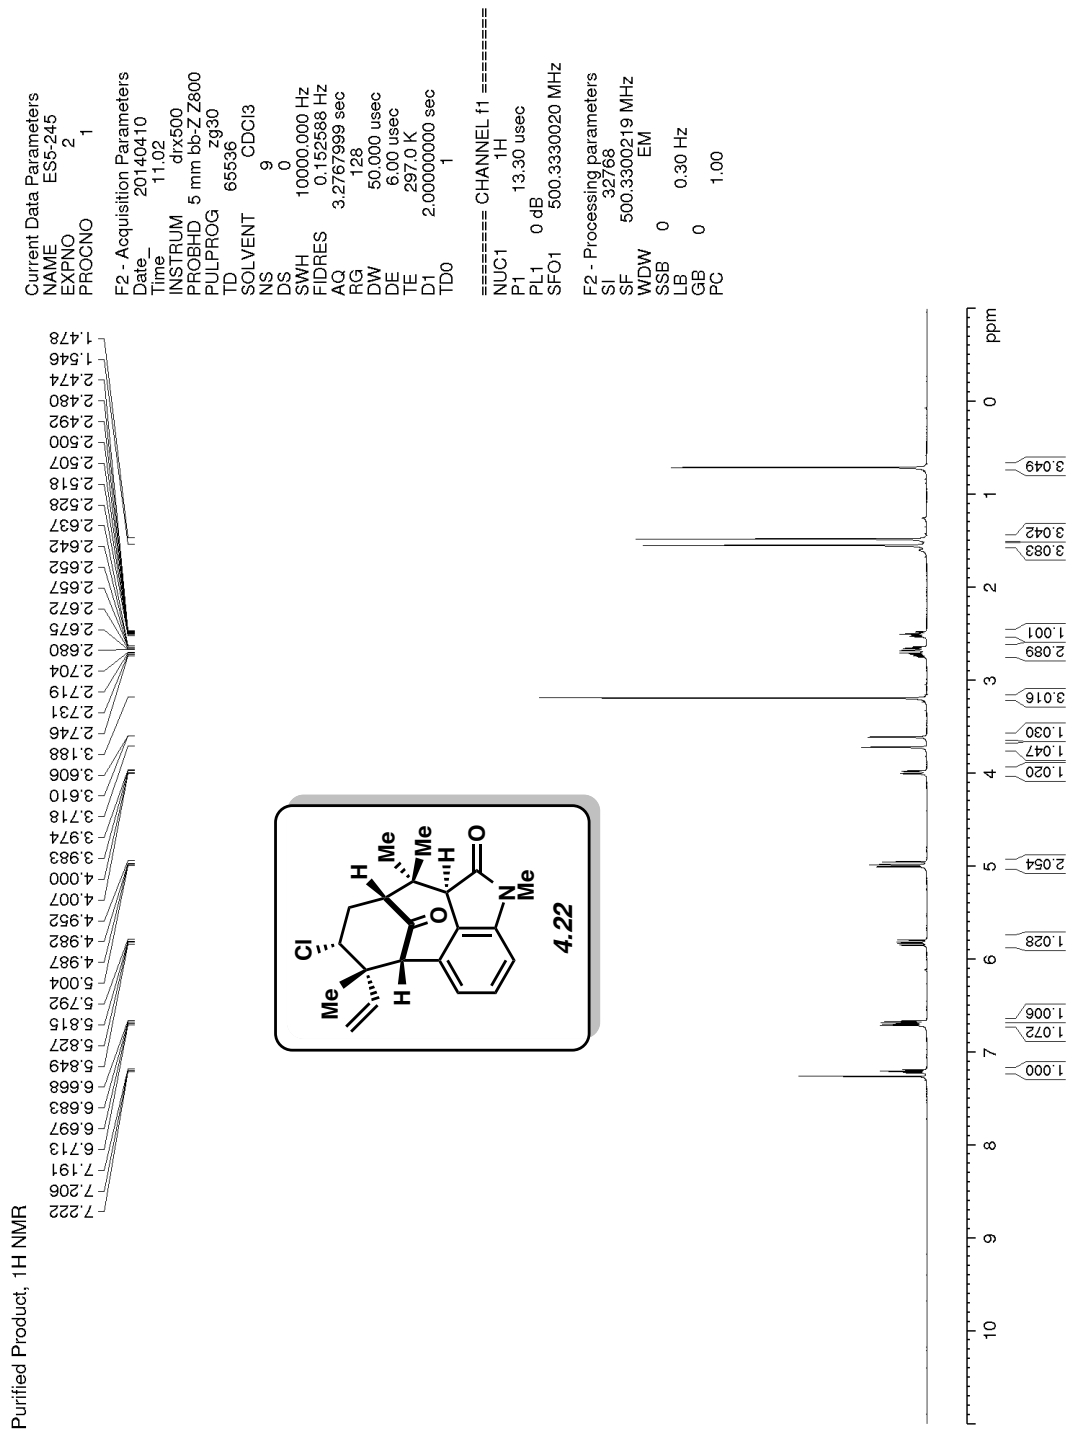 Purified Product, 1H NMR
7.222
7.206
7.191
6.713
6.697
6.683
6.668
5.849
5.827
5.815
5.792
5.004
4.987
4.982
4.952
4.007
4.000
3.983
3.974
3.718
3.610
3.606
3.188
2.746
2.731
2.719
2.704
2.680
2.675
2.672
2.657
2.652
2.642
2.637
2.528
2.518
2.507
2.500
2.492
2.480
2.474
1.546
1.478
Current Data Parameters
NAME ES5-245
EXPNO 2
PROCNO 1
F2 - Acquisition Parameters
Date_ 20140410
Time 11.02
INSTRUM drx500
PROBHD 5 mm bb-Z Z800
PULPROG zg30
TD 65536
SOLVENT CDCl3
NS 9
DS 0
SWH 10000.000 Hz
FIDRES 0.152588 Hz
AQ 3.2767999 sec
RG 128
DW 50.000 usec
DE 6.00 usec
TE 297.0 K
D1 2.00000000 sec
TD0 1
======== CHANNEL f1 ========
NUC1 1H
P1 13.30 usec
PL1 0 dB
SFO1 500.3330020 MHz
F2 - Processing parameters
SI 32768
SF 500.3300219 MHz
WDW EM
SSB 0
LB 0.30 Hz
GB 0
PC 1.00
Cl
Me
H
H
O
Me
Me
H
O
N
Me
4.22
10 9 8 7 6 5 4 3 2 1 0 ppm
1.000
1.072
1.006
1.028
2.054
1.020
1.047
1.030
3.016
2.089
1.001
3.083
3.042
3.049